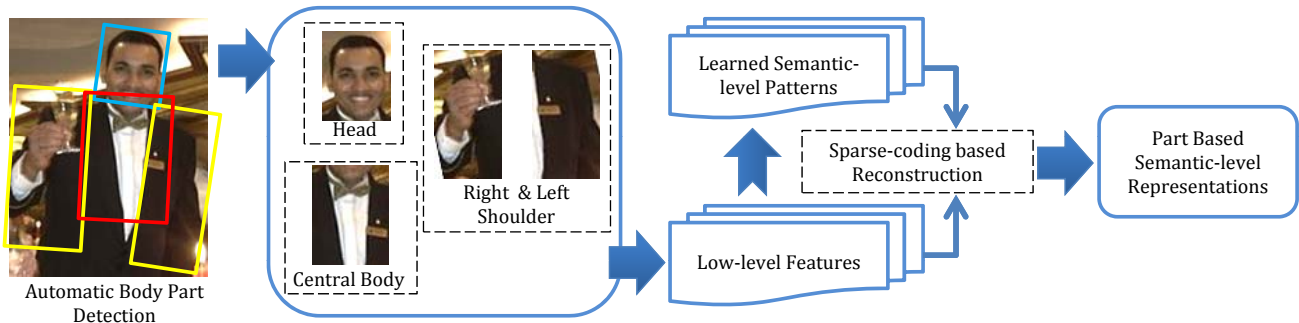 Automatic Body Part
Detection
Head
Central Body
Right & Left
Shoulder
Learned Semantic-
level Patterns
Low-level Features
Sparse-coding based
Reconstruction
Part Based
Semantic-level
Representations